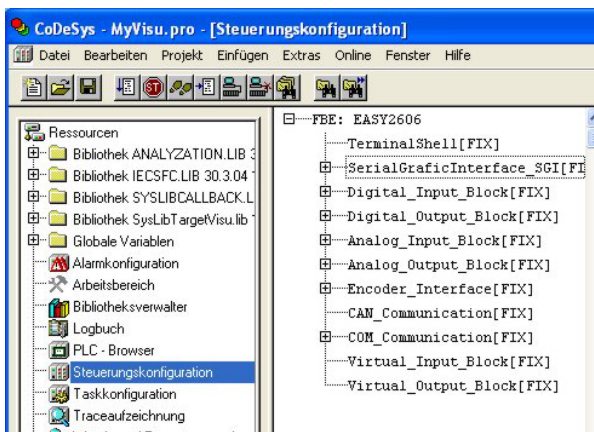 CoDeSys - MyVisu.pro - [Steuerungskonfiguration]
Datei Bearbeiten Projekt Einfügen Extras Online Fenster Hilfe
Ressourcen
Bibliothek ANALYZATION.LIB 3
Bibliothek IECSFC.LIB 30.3.04
Bibliothek SYSLIBCALLBACK.L
Bibliothek SysLibTargetVisu.lib
Globale Variablen
Alarmkonfiguration
Arbeitsbereich
Bibliotheksverwalter
Logbuch
PLC - Browser
Steuerungskonfiguration
Taskkonfiguration
Traceaufzeichnung
FBE: EASY2606
TerminalShell[FIX]
SerialGraficInterface_SGI[FI
Digital_Input_Block[FIX]
Digital_Output_Block[FIX]
Analog_Input_Block[FIX]
Analog_Output_Block[FIX]
Encoder_Interface[FIX]
CAN_Communication[FIX]
COM_Communication[FIX]
Virtual_Input_Block[FIX]
Virtual_Output_Block[FIX]